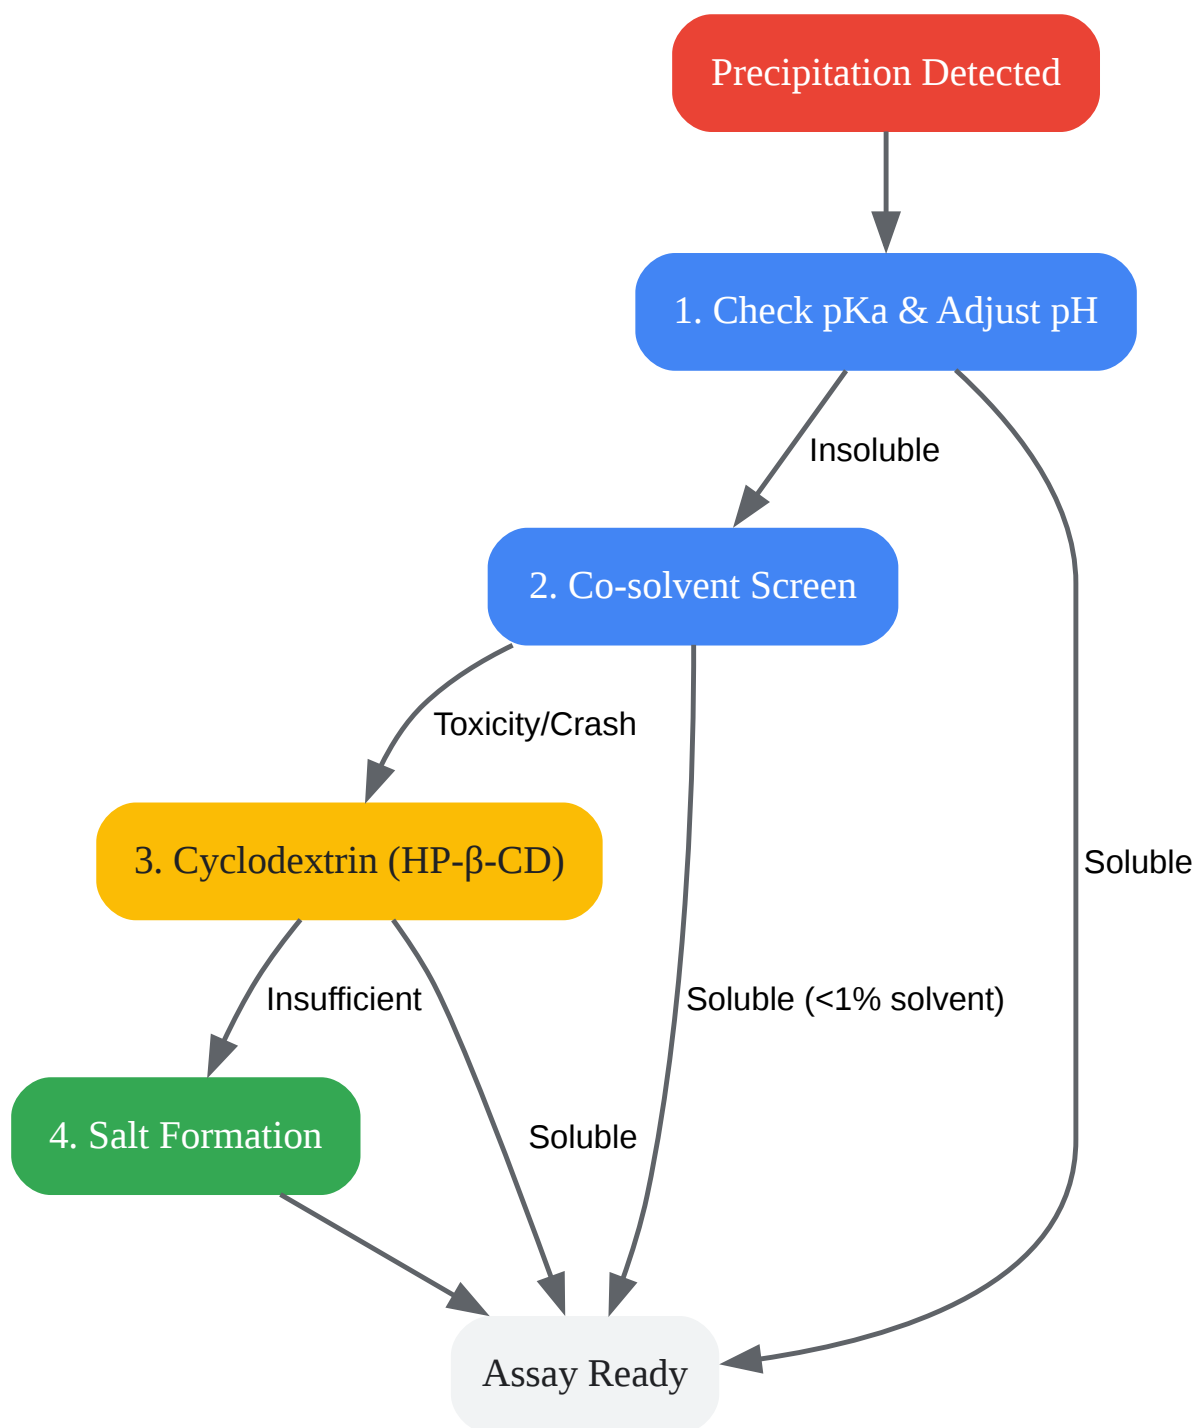 Precipitation Detected
1. Check pKa & Adjust pH
Insoluble
2. Co-solvent Screen
Toxicity/Crash
3. Cyclodextrin (HP-β-CD)
Soluble
Insufficient
Soluble (<1% solvent)
4. Salt Formation
Soluble
Assay Ready